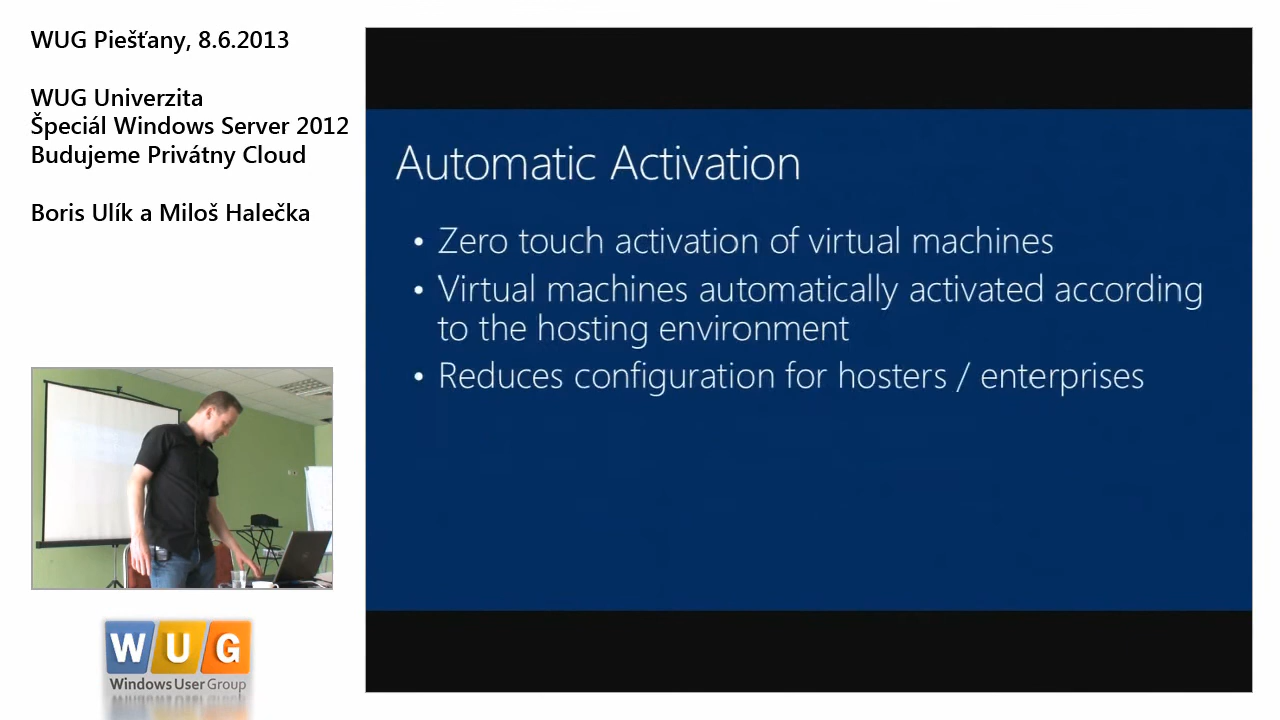 WUG Piešťany, 8.6.2013
WUG Univerzita
Špeciál Windows Server 2012
Budujeme Privátny Cloud
Boris Ulík a Miloš Halečka
Automatic Activation
• Zero touch activation of virtual machines
• Virtual machines automatically activated according
to the hosting environment
• Reduces configuration for hosters / enterprises
WUG
Windows User Group